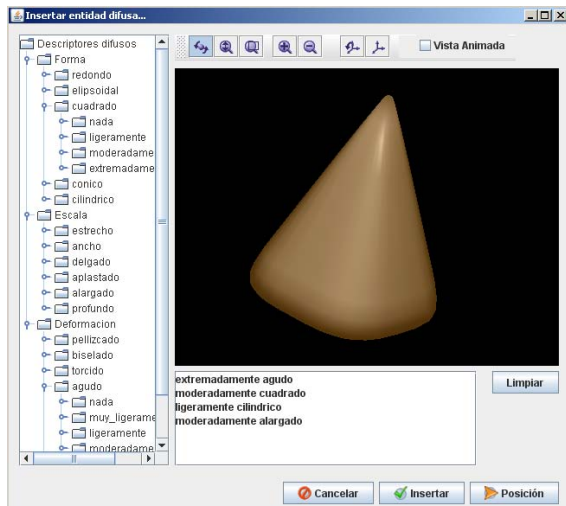 Insertar entidad difusa...
Descriptores difusos
Forma
redondo
elipsoidal
cuadrado
nada
ligeramente
moderadame
extremadame
conico
cilindrico
Escala
estrecho
ancho
delgado
aplastado
alargado
profundo
Deformacion
pellizcado
biselado
torcido
agudo
nada
muy_ligerame
ligeramente
moderadame
Vista Animada
extremadamente agudo
moderadamente cuadrado
ligeramente cilindrico
moderadamente alargado
Limpiar
Cancelar
Insertar
Posición